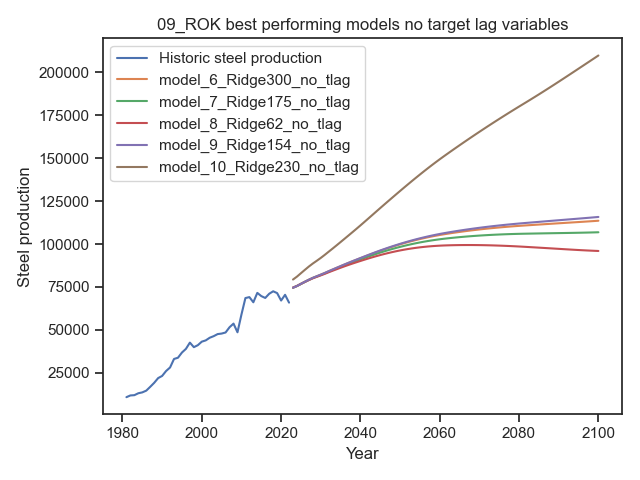 09_ROK best performing models no target lag variables
Historic steel production
model_6_Ridge300_no_tlag
model_7_Ridge175_no_tlag
model_8_Ridge62_no_tlag
model_9_Ridge154_no_tlag
model_10_Ridge230_no_tlag
Steel production
200000
175000
150000
125000
100000
75000
50000
25000
1980 2000 2020 2040 2060 2080 2100
Year